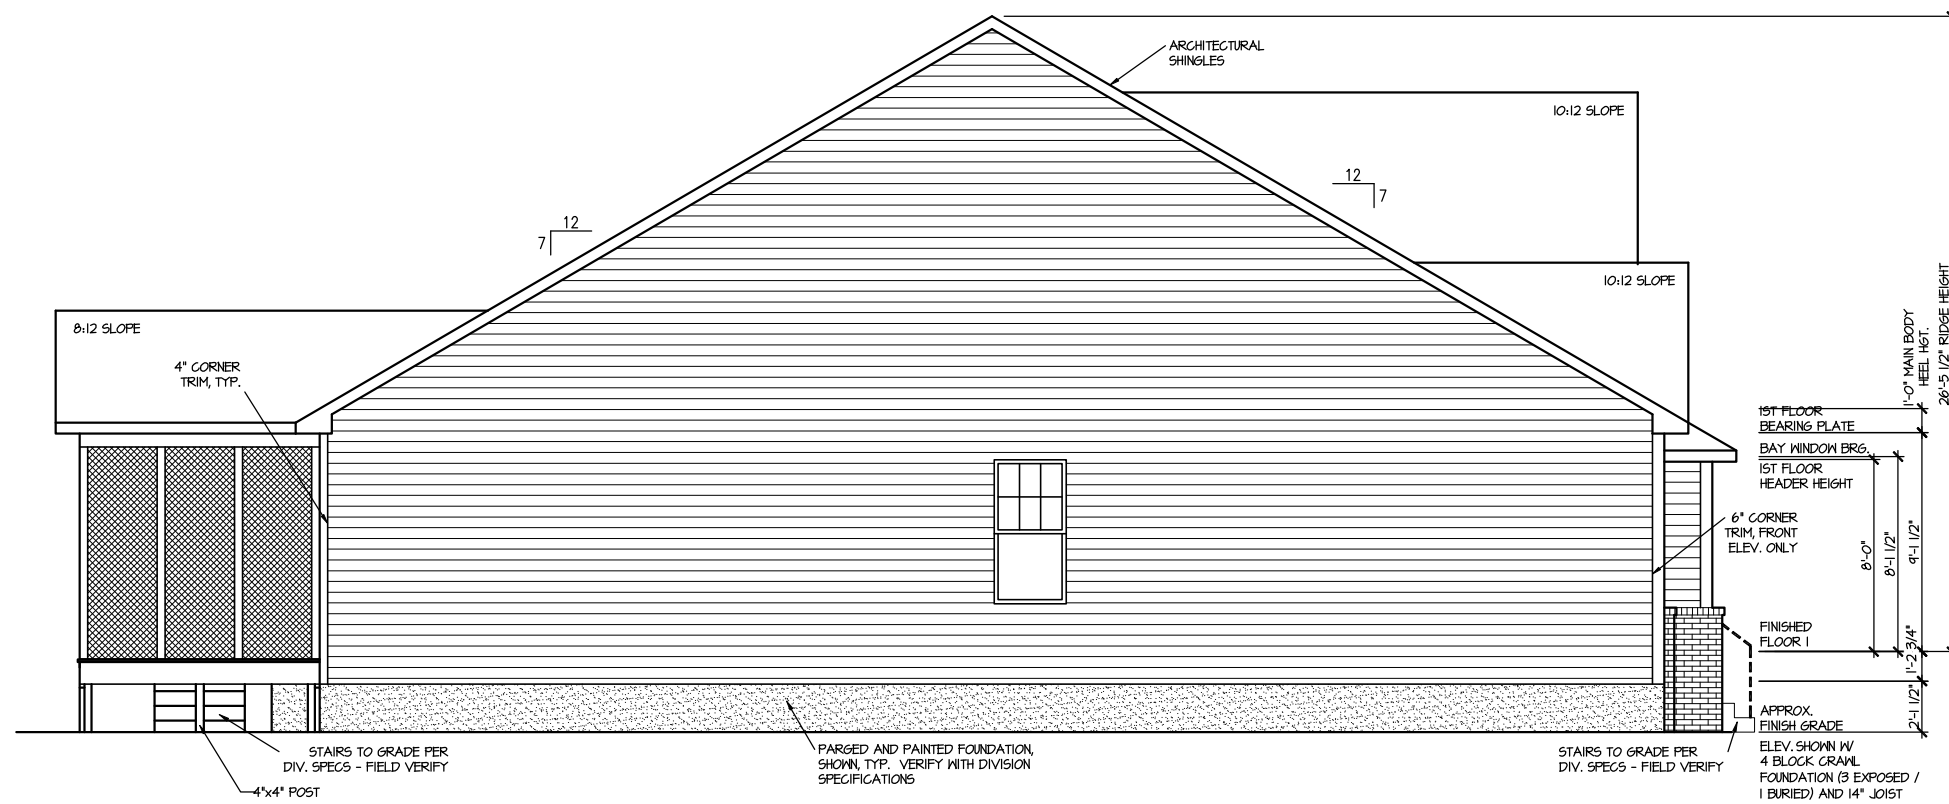 ARCHITECTURAL
SHINGLES
10:12 SLOPE
12
7
12
7
10:12 SLOPE
8:12 SLOPE
4" CORNER
TRIM, TYP.
1'-0" MAIN BODY
HEEL HGT.
26'-5 1/2" RIDGE HEIGHT
1ST FLOOR
BEARING PLATE
BAY WINDOW BRG.
1ST FLOOR
HEADER HEIGHT
6" CORNER
TRIM, FRONT
ELEV. ONLY
8'-0"
8'-1 1/2"
9'-1 1/2"
FINISHED
FLOOR 1
1'-2 3/4"
2'-1 1/2"
APPROX.
FINISH GRADE
STAIRS TO GRADE PER
DIV. SPECS - FIELD VERIFY
4"x4" POST
PARGED AND PAINTED FOUNDATION,
SHOWN, TYP. VERIFY WITH DIVISION
SPECIFICATIONS
STAIRS TO GRADE PER
DIV. SPECS - FIELD VERIFY
ELEV. SHOWN W/
4 BLOCK CRAWL
FOUNDATION (3 EXPOSED /
1 BURIED) AND 14" JOIST